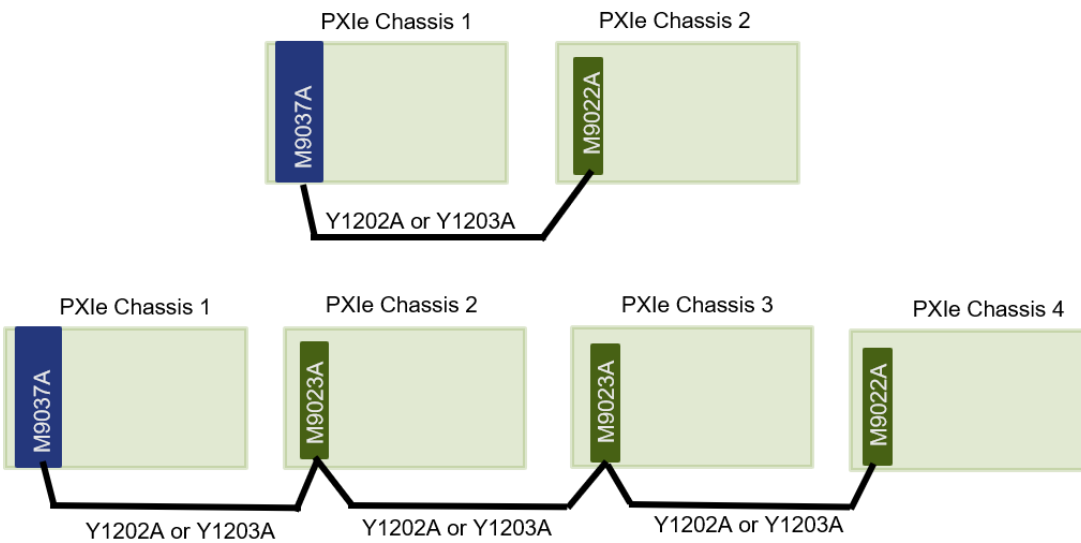 PXIe Chassis 1
PXIe Chassis 2
M9037A
M9022A
Y1202A or Y1203A
PXIe Chassis 1
PXIe Chassis 2
PXIe Chassis 3
PXIe Chassis 4
M9037A
M9023A
M9023A
M9022A
Y1202A or Y1203A
Y1202A or Y1203A
Y1202A or Y1203A